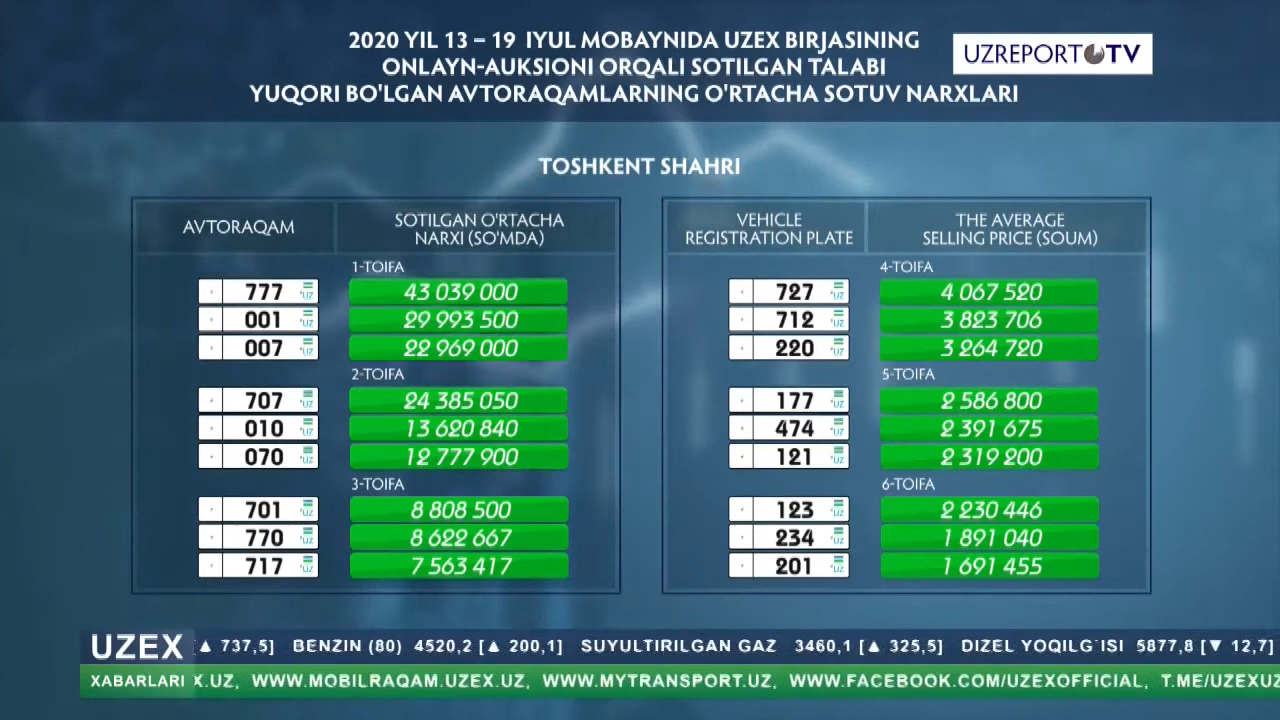 2020 YIL 13 – 19 IYUL MOBAYNIDA UZEX BIRJASINING
ONLAYN-AUKSIONI ORQALI SOTILGAN TALABI
YUQORI BO'LGAN AVTORAQAMLARNING O'RTACHA SOTUV NARXLARI
UZREPORT TV
TOSHKENT SHAHRI
AVTORAQAM
SOTILGAN O'RTACHA
NARXI (SO'MDA)
1-TOIFA
777 UZ 43 039 000
001 UZ 29 993 500
007 UZ 22 969 000
2-TOIFA
707 UZ 24 385 050
010 UZ 13 620 840
070 UZ 12 777 900
3-TOIFA
701 UZ 8 808 500
770 UZ 8 622 667
717 UZ 7 563 417
VEHICLE
REGISTRATION PLATE
THE AVERAGE
SELLING PRICE (SOUM)
4-TOIFA
727 UZ 4 067 520
712 UZ 3 823 706
220 UZ 3 264 720
5-TOIFA
177 UZ 2 586 800
474 UZ 2 391 675
121 UZ 2 319 200
6-TOIFA
123 UZ 2 230 446
234 UZ 1 891 040
201 UZ 1 691 455
UZEX [▲ 737,5] BENZIN (80) 4520,2 [▲ 200,1] SUYULTIRILGAN GAZ 3460,1 [▲ 325,5] DIZEL YOQILG`ISI 5877,8 [▼ 12,7]
XABARLARI X.UZ, WWW.MOBILRAQAM.UZEX.UZ, WWW.MYTRANSPORT.UZ, WWW.FACEBOOK.COM/UZEXOFFICIAL, T.ME/UZEXUZ